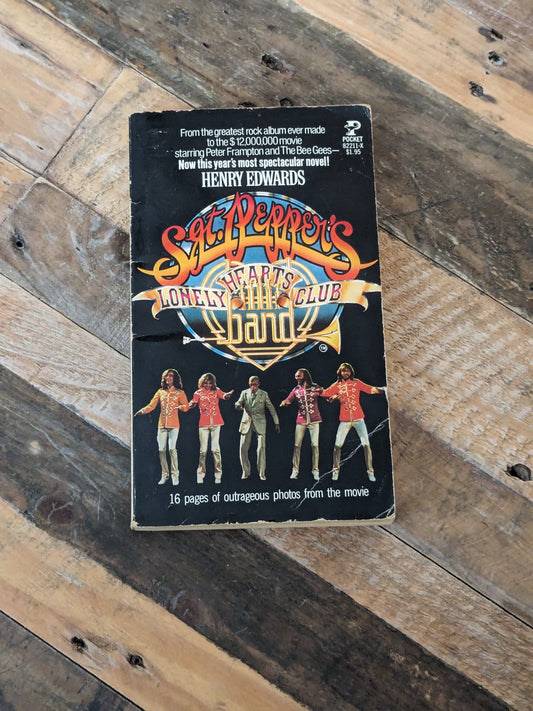 From the greatest rock album ever made
to the $12,000,000 movie
starring Peter Frampton and The Bee Gees—
Now this year's most spectacular novel!
HENRY EDWARDS
POCKET
82211-X
$1.95
Sgt. Pepper's
LONELY HEARTS CLUB
band
TM
16 pages of outrageous photos from the movie